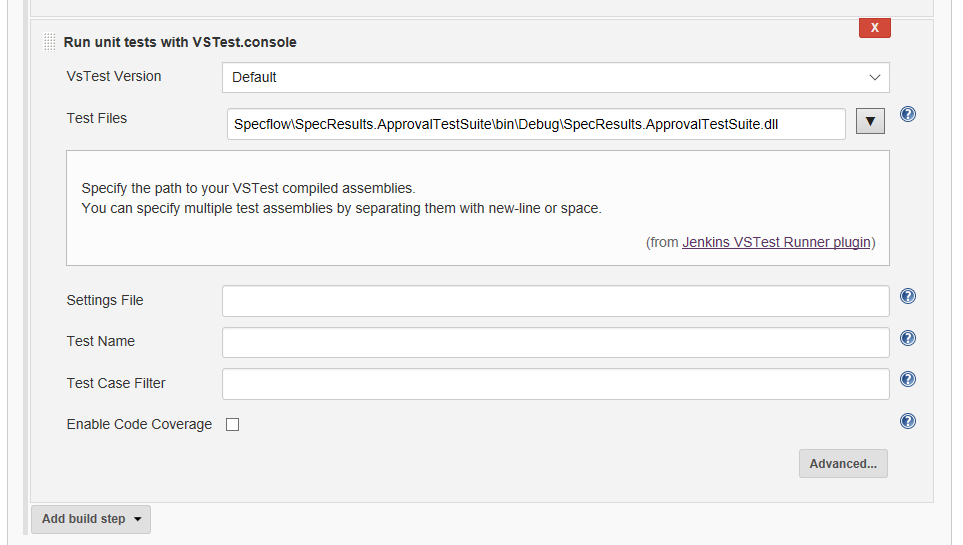 X
Run unit tests with VSTest.console
VsTest Version
Default
Test Files
Specflow\SpecResults.ApprovalTestSuite\bin\Debug\SpecResults.ApprovalTestSuite.dll
▼
?
Specify the path to your VSTest compiled assemblies.
You can specify multiple test assemblies by separating them with new-line or space.
(from Jenkins VSTest Runner plugin)
Settings File
?
Test Name
?
Test Case Filter
?
Enable Code Coverage
?
Advanced...
Add build step